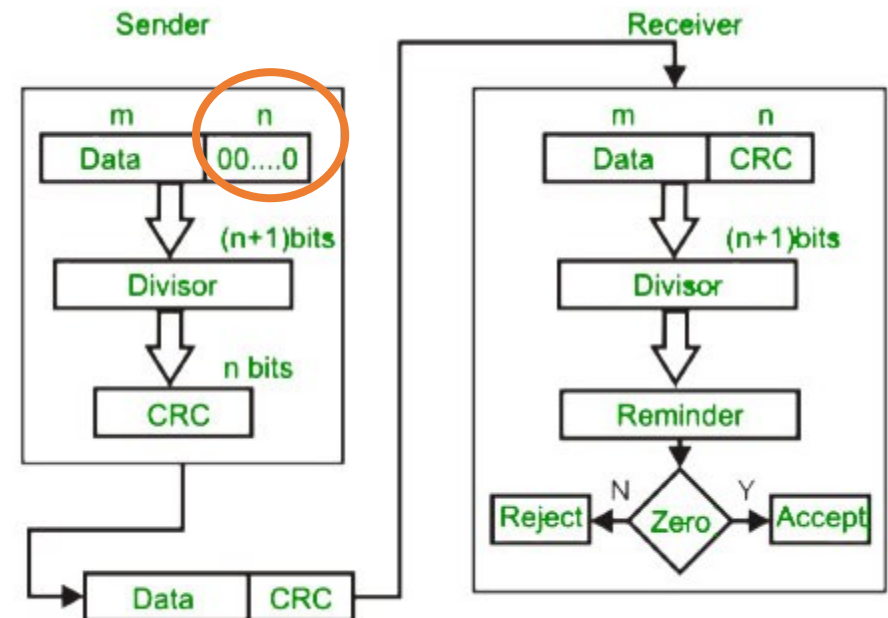 Sender
m n
Data 00....0
(n+1)bits
Divisor
n bits
CRC
Data CRC
Receiver
m n
Data CRC
(n+1)bits
Divisor
Reminder
N Y
Reject Zero Accept